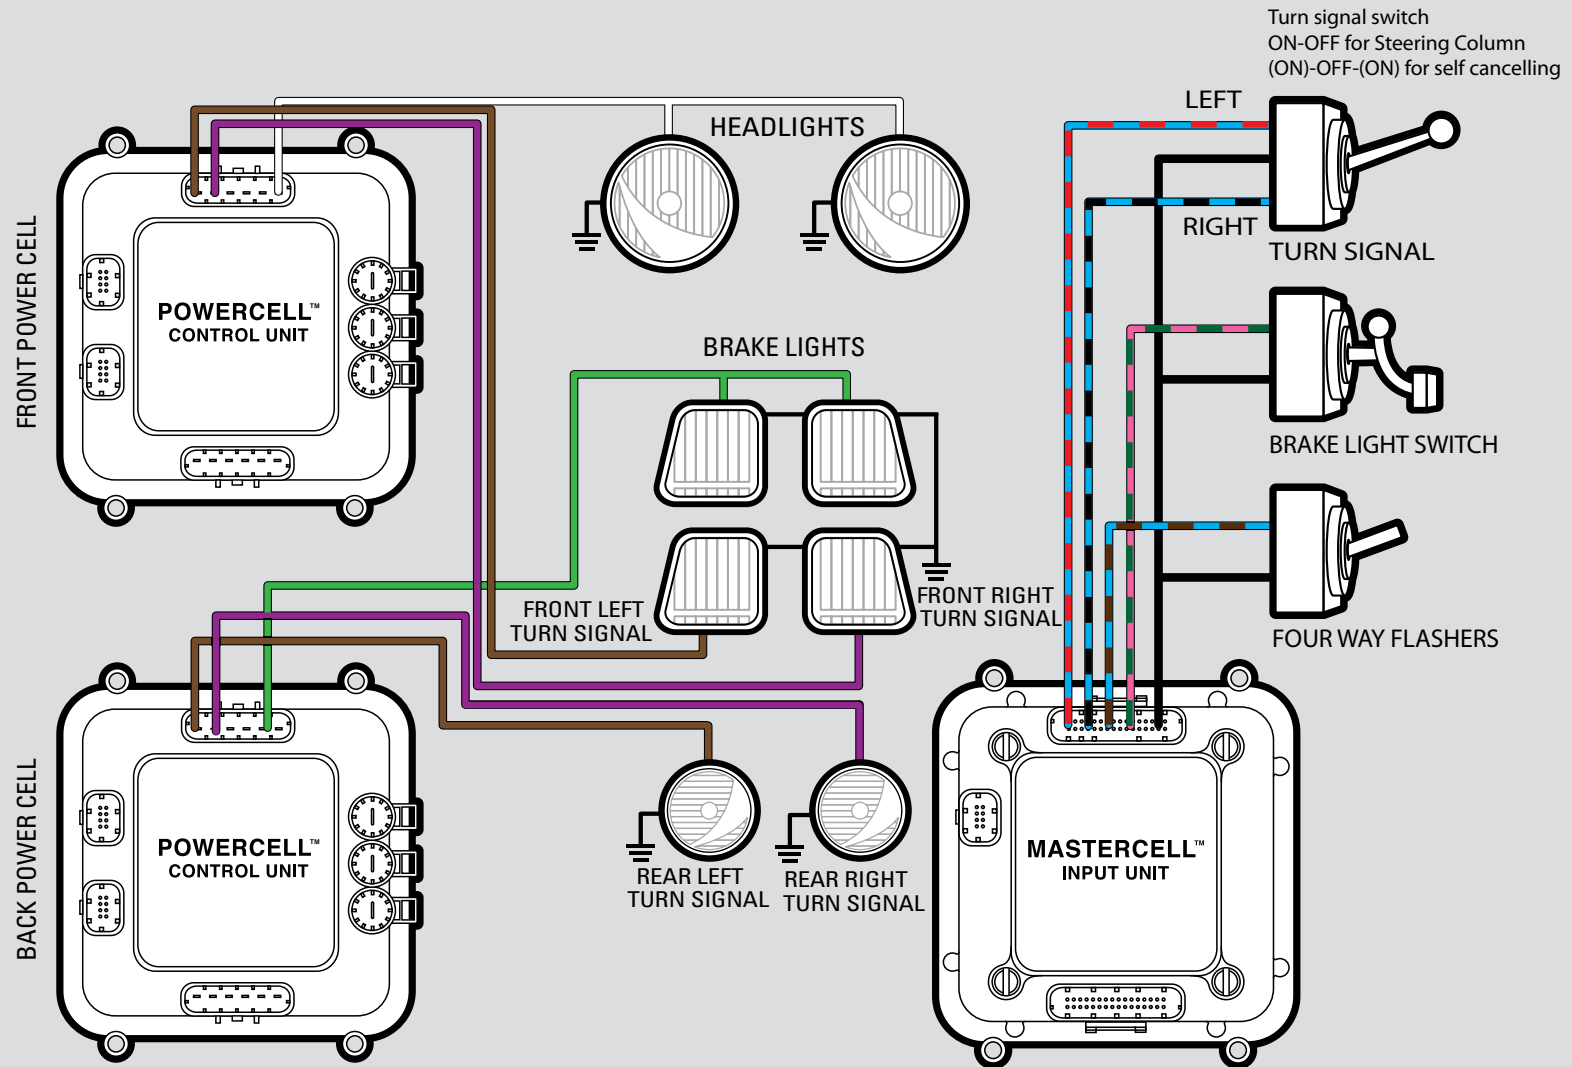 Turn signal switch
ON-OFF for Steering Column
(ON)-OFF-(ON) for self cancelling
LEFT
RIGHT
TURN SIGNAL
HEADLIGHTS
FRONT POWER CELL
POWERCELL™
CONTROL UNIT
BRAKE LIGHTS
BRAKE LIGHT SWITCH
FRONT LEFT
TURN SIGNAL
FRONT RIGHT
TURN SIGNAL
FOUR WAY FLASHERS
BACK POWER CELL
POWERCELL™
CONTROL UNIT
REAR LEFT
TURN SIGNAL
REAR RIGHT
TURN SIGNAL
MASTERCELL™
INPUT UNIT